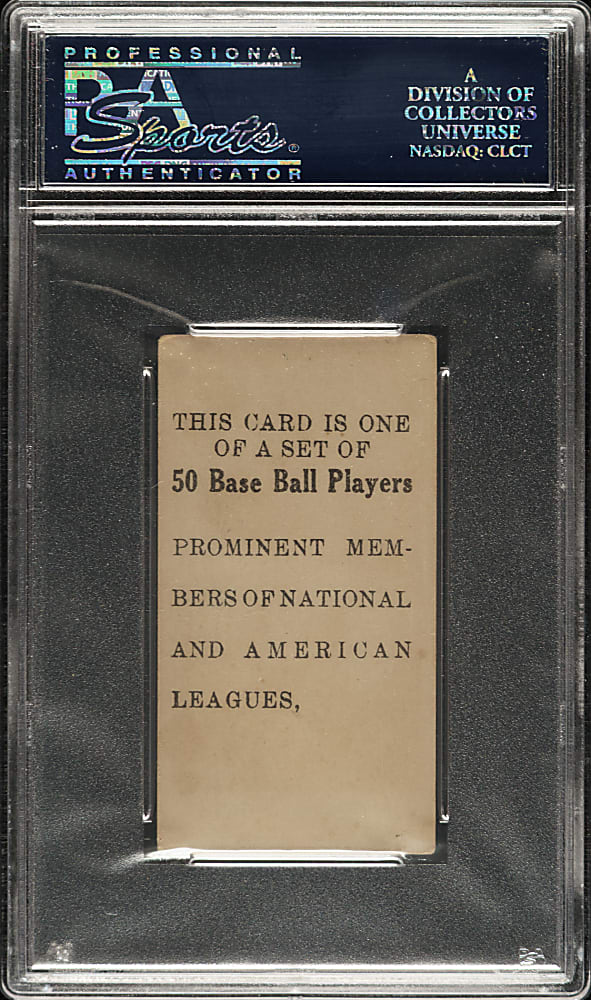 PROFESSIONAL
PSA
Sports®
AUTHENTICATOR
A
DIVISION OF
COLLECTORS
UNIVERSE
NASDAQ: CLCT
THIS CARD IS ONE
OF A SET OF
50 Base Ball Players
PROMINENT MEM-
BERS OF NATIONAL
AND AMERICAN
LEAGUES,